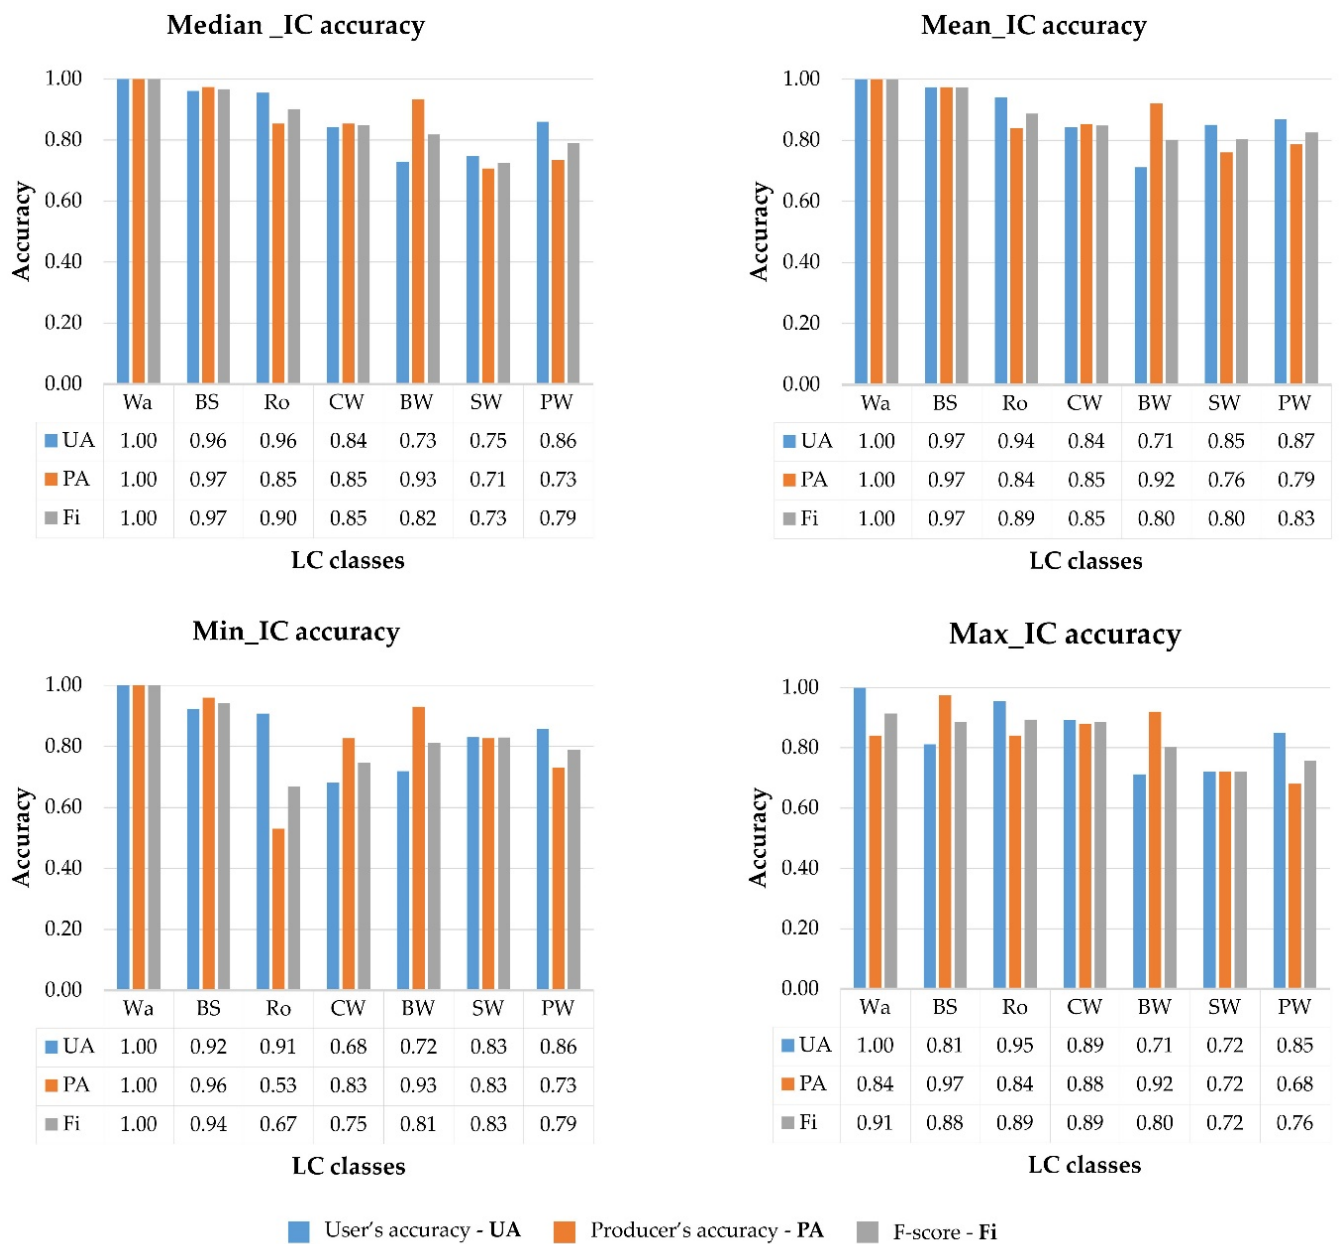 Median _IC accuracy
Accuracy
1.00
0.80
0.60
0.40
0.20
0.00
Wa BS Ro CW BW SW PW
UA 1.00 0.96 0.96 0.84 0.73 0.75 0.86
PA 1.00 0.97 0.85 0.85 0.93 0.71 0.73
Fi 1.00 0.97 0.90 0.85 0.82 0.73 0.79
LC classes
Mean_IC accuracy
Accuracy
1.00
0.80
0.60
0.40
0.20
0.00
Wa BS Ro CW BW SW PW
UA 1.00 0.97 0.94 0.84 0.71 0.85 0.87
PA 1.00 0.97 0.84 0.85 0.92 0.76 0.79
Fi 1.00 0.97 0.89 0.85 0.80 0.80 0.83
LC classes
Min_IC accuracy
Accuracy
1.00
0.80
0.60
0.40
0.20
0.00
Wa BS Ro CW BW SW PW
UA 1.00 0.92 0.91 0.68 0.72 0.83 0.86
PA 1.00 0.96 0.53 0.83 0.93 0.83 0.73
Fi 1.00 0.94 0.67 0.75 0.81 0.83 0.79
LC classes
Max_IC accuracy
Accuracy
1.00
0.80
0.60
0.40
0.20
0.00
Wa BS Ro CW BW SW PW
UA 1.00 0.81 0.95 0.89 0.71 0.72 0.85
PA 0.84 0.97 0.84 0.88 0.92 0.72 0.68
Fi 0.91 0.88 0.89 0.89 0.80 0.72 0.76
LC classes
User's accuracy - UA Producer's accuracy - PA F-score - Fi